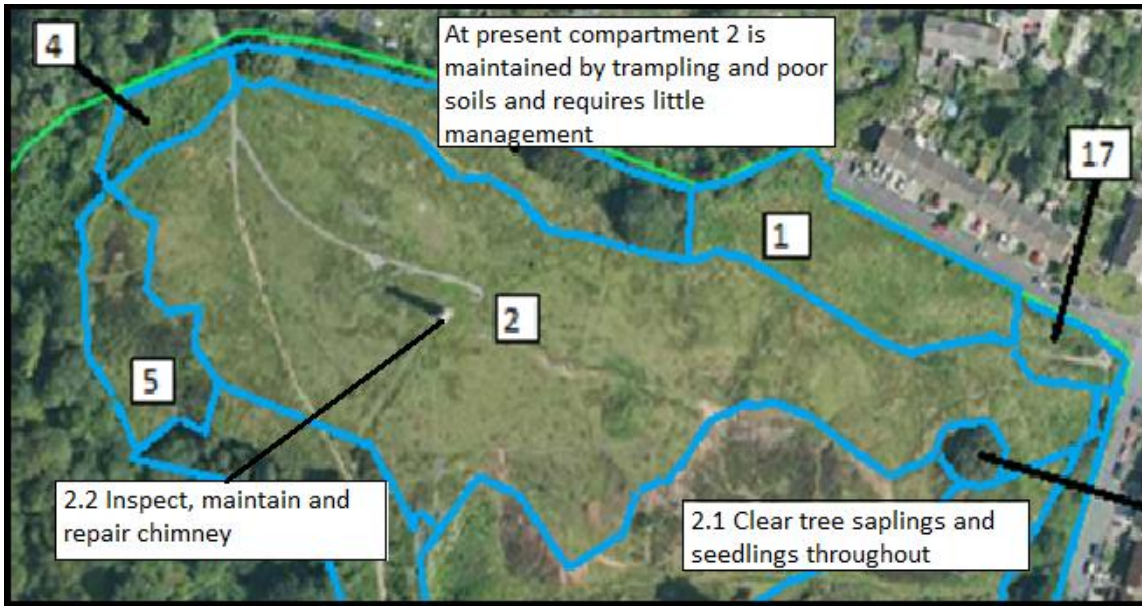 4
At present compartment 2 is
maintained by trampling and poor
soils and requires little
management
17
1
2
5
2.2 Inspect, maintain and
repair chimney
2.1 Clear tree saplings and
seedlings throughout